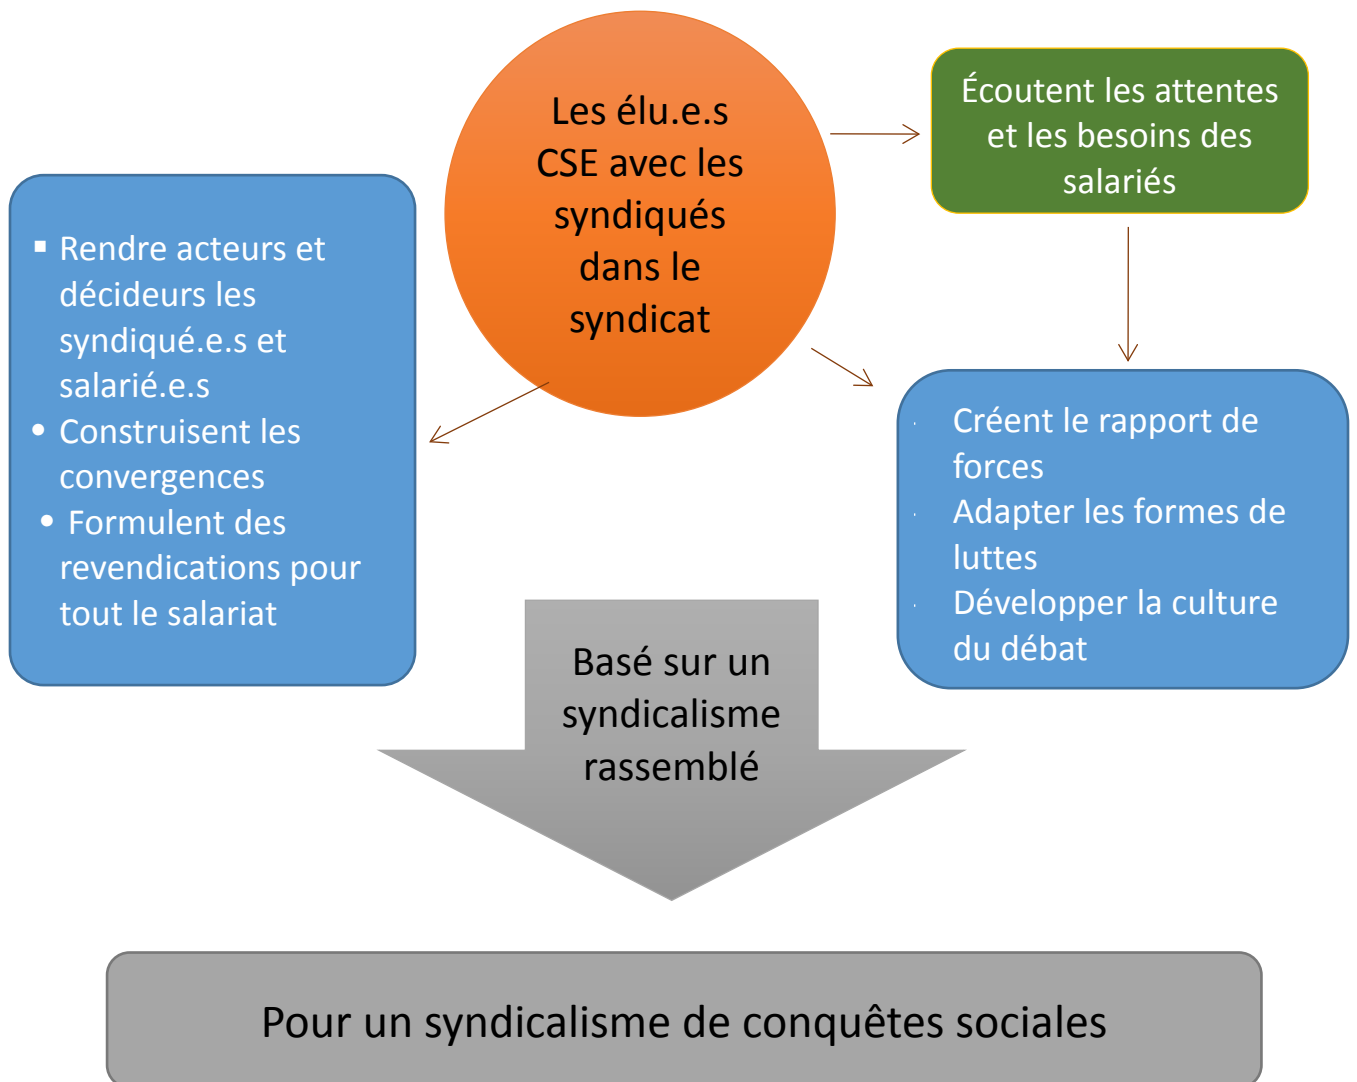 Les élu.e.s
CSE avec les
syndiqués
dans le
syndicat
Écoutent les attentes
et les besoins des
salariés
▪ Rendre acteurs et
décideurs les
syndiqué.e.s et
salarié.e.s
• Construisent les
convergences
• Formulent des
revendications pour
tout le salariat
· Créent le rapport de
forces
· Adapter les formes de
luttes
· Développer la culture
du débat
Basé sur un
syndicalisme
rassemblé
Pour un syndicalisme de conquêtes sociales